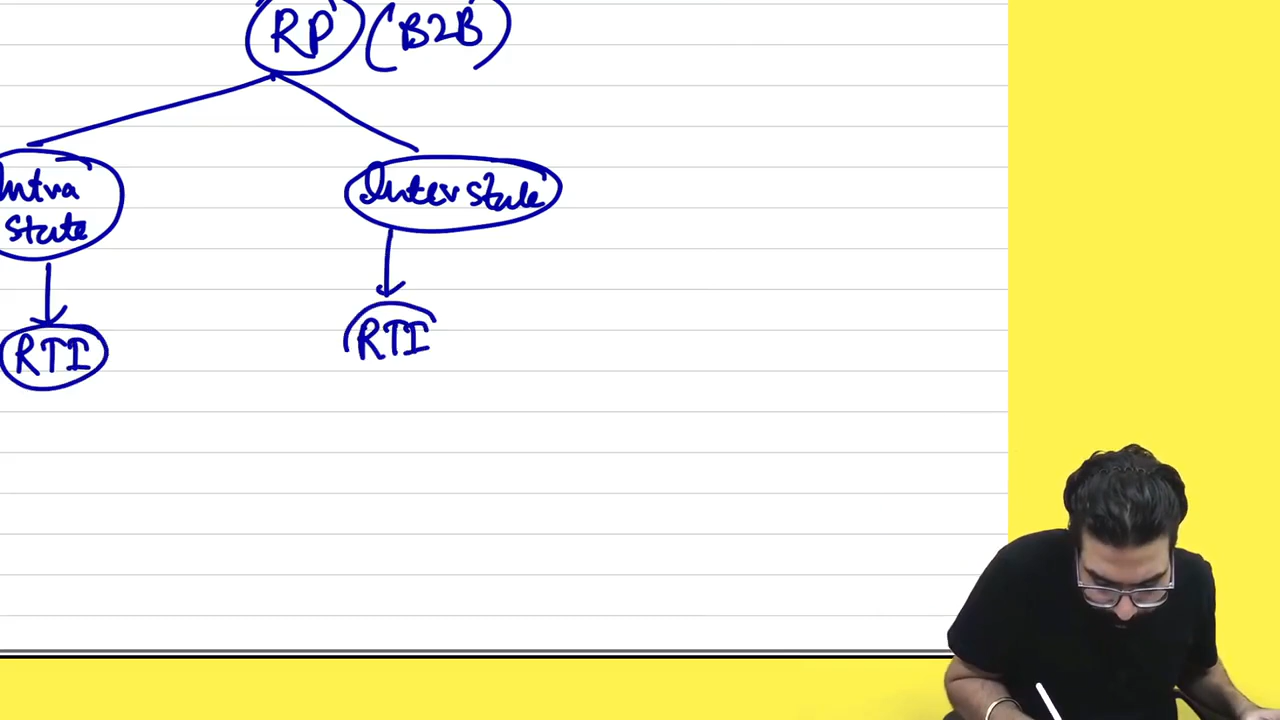 RP (B2B)
Intra
state
Inter state
RTI
RTI